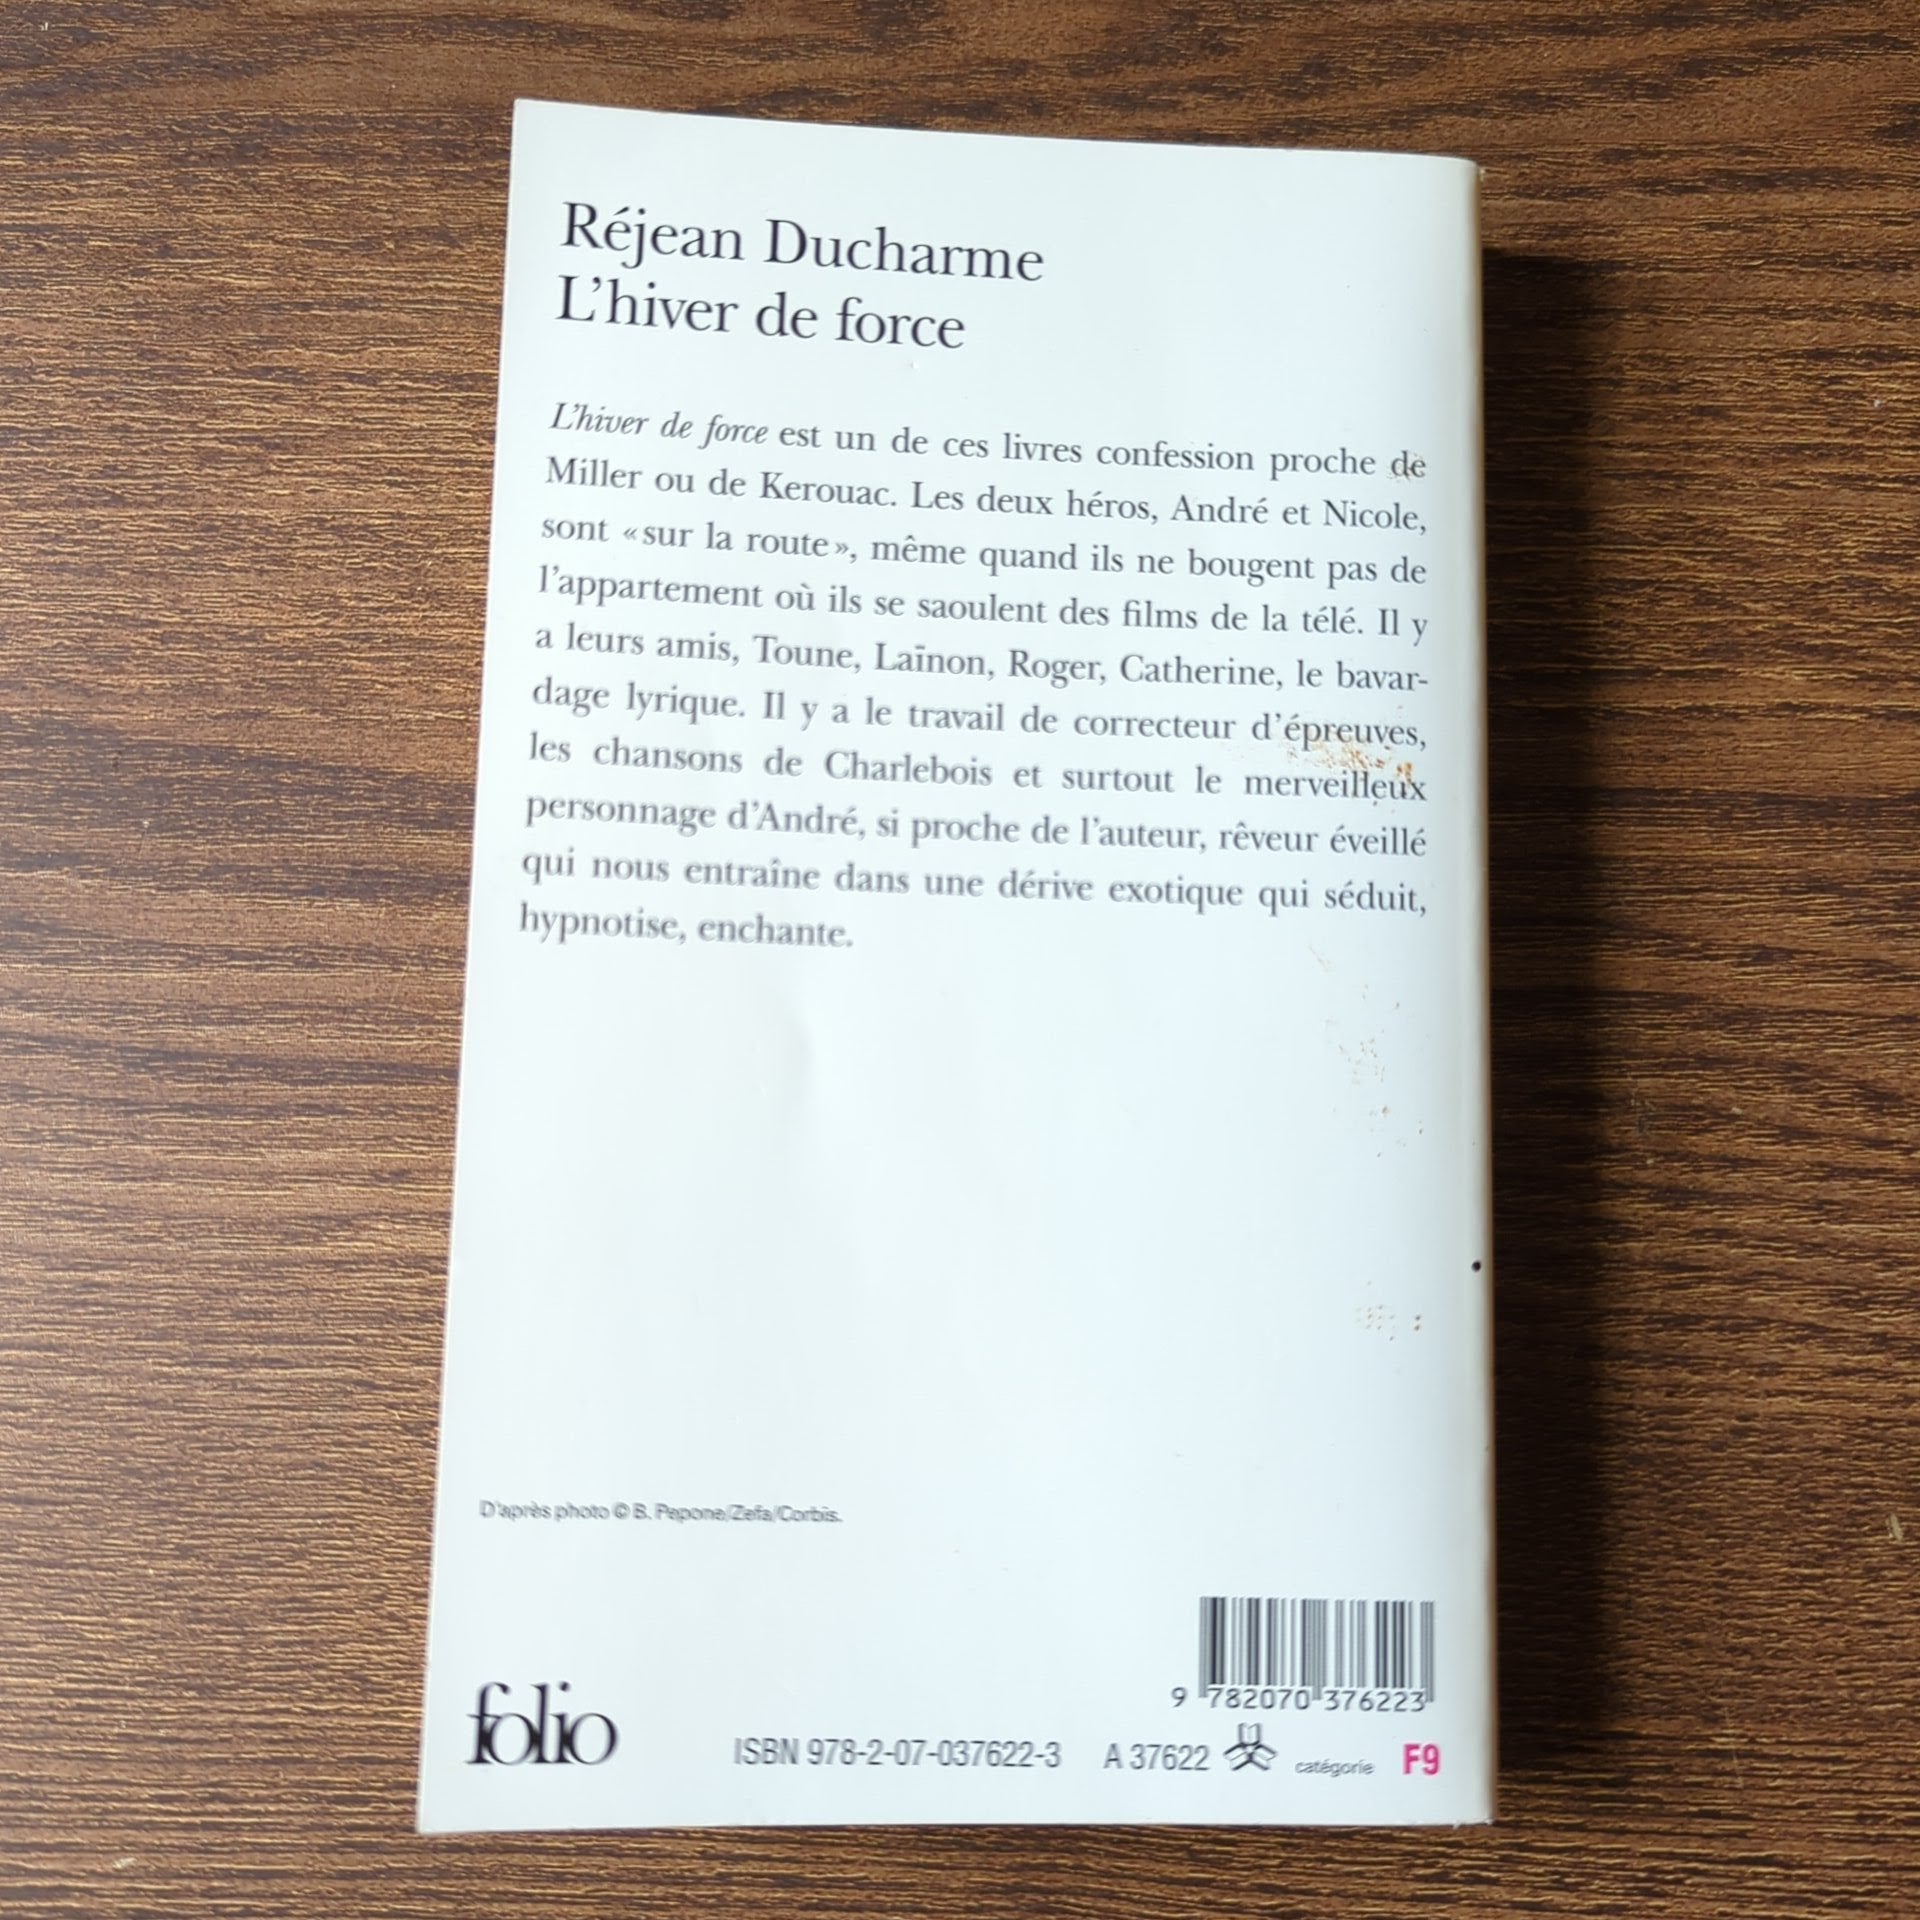 Réjean Ducharme
L'hiver de force
L'hiver de force est un de ces livres confession proche de
Miller ou de Kerouac. Les deux héros, André et Nicole,
sont «sur la route», même quand ils ne bougent pas de
l'appartement où ils se saoulent des films de la télé. Il y
a leurs amis, Toune, Laïnon, Roger, Catherine, le bavar-
dage lyrique. Il y a le travail de correcteur d'épreuves,
les chansons de Charlebois et surtout le merveilleux
personnage d'André, si proche de l'auteur, rêveur éveillé
qui nous entraîne dans une dérive exotique qui séduit,
hypnotise, enchante.
D'après photo © B. Pepone/Zefa/Corbis.
9 782070 376223
folio
ISBN 978-2-07-037622-3 A 37622 catégorie F9